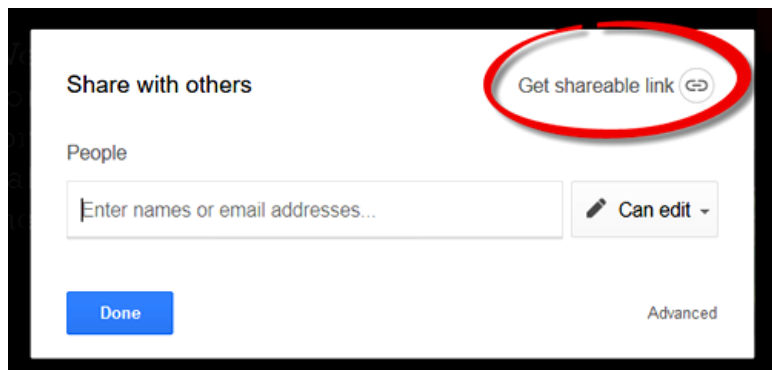 Share with others
Get shareable link
People
Enter names or email addresses...
Can edit
Done
Advanced